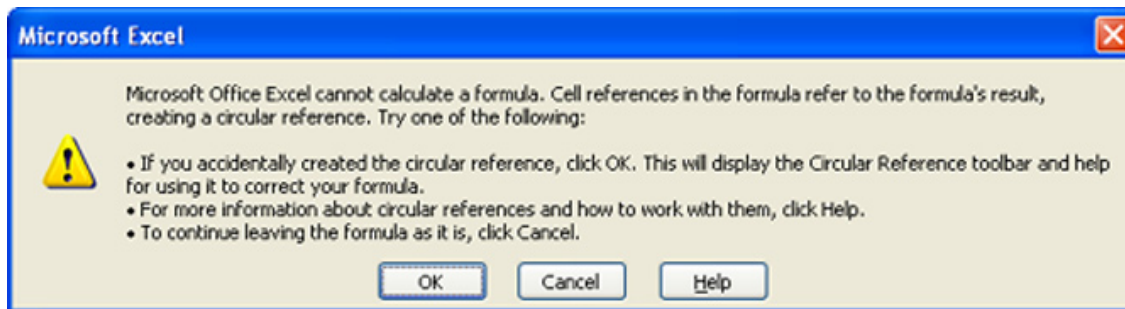 Microsoft Excel
Microsoft Office Excel cannot calculate a formula. Cell references in the formula refer to the formula's result,
creating a circular reference. Try one of the following:
• If you accidentally created the circular reference, click OK. This will display the Circular Reference toolbar and help
for using it to correct your formula.
• For more information about circular references and how to work with them, click Help.
• To continue leaving the formula as it is, click Cancel.
OK Cancel Help